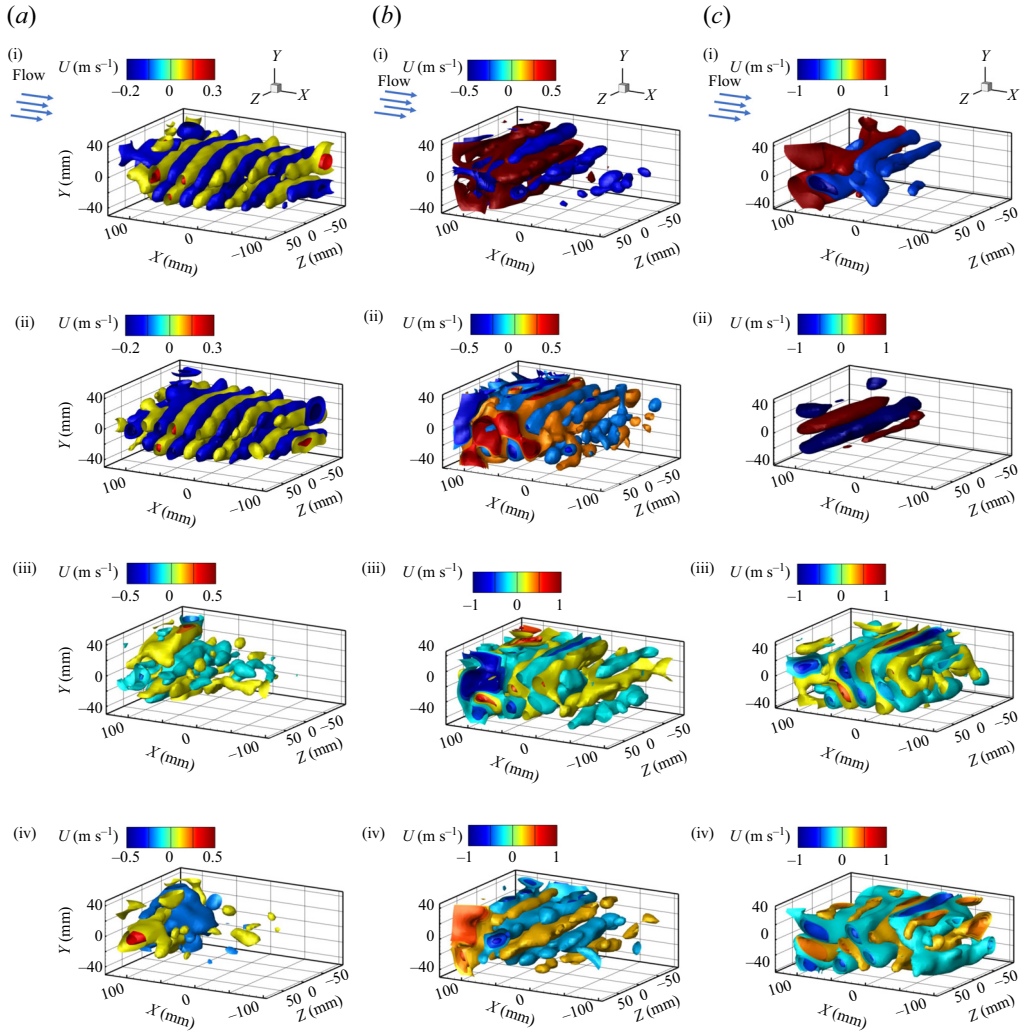 (a) (b) (c)
(i) U (m s⁻¹) (i) U (m s⁻¹) (i) U (m s⁻¹)
Flow Y Flow Y Flow Y
–0.2 0 0.3 Z X –0.5 0 0.5 Z X –1 0 1 Z X
40 40 40
Y (mm) 0 0 0
–40 –40 –40
100 0 –100 100 0 –100 100 0 –100
50 0 –50 50 0 –50 50 0 –50
X (mm) Z (mm) X (mm) Z (mm) X (mm) Z (mm)
(ii) U (m s⁻¹) (ii) U (m s⁻¹) (ii) U (m s⁻¹)
–0.2 0 0.3 –0.5 0 0.5 –1 0 1
40 40 40
Y (mm) 0 0 0
–40 –40 –40
100 0 –100 100 0 –100 100 0 –100
50 0 –50 50 0 –50 50 0 –50
X (mm) Z (mm) X (mm) Z (mm) X (mm) Z (mm)
(iii) U (m s⁻¹) (iii) U (m s⁻¹) (iii) U (m s⁻¹)
–0.5 0 0.5 –1 0 1 –1 0 1
40 40 40
Y (mm) 0 0 0
–40 –40 –40
100 0 –100 100 0 –100 100 0 –100
50 0 –50 50 0 –50 50 0 –50
X (mm) Z (mm) X (mm) Z (mm) X (mm) Z (mm)
(iv) U (m s⁻¹) (iv) U (m s⁻¹) (iv) U (m s⁻¹)
–0.5 0 0.5 –1 0 1 –1 0 1
40 40 40
Y (mm) 0 0 0
–40 –40 –40
100 0 –100 100 0 –100 100 0 –100
50 0 –50 50 0 –50 50 0 –50
X (mm) Z (mm) X (mm) Z (mm) X (mm) Z (mm)